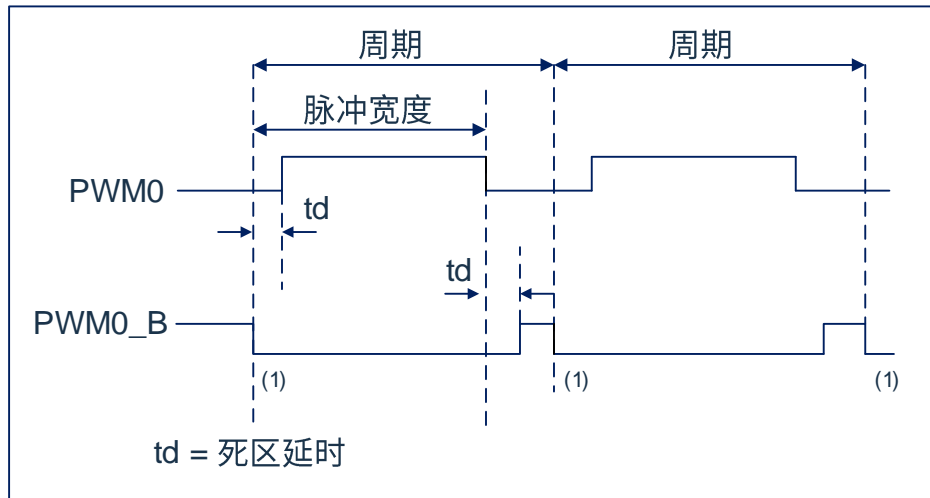 周期 周期
脉冲宽度
PWM0
td
td
PWM0_B
(1) (1) (1)
td = 死区延时